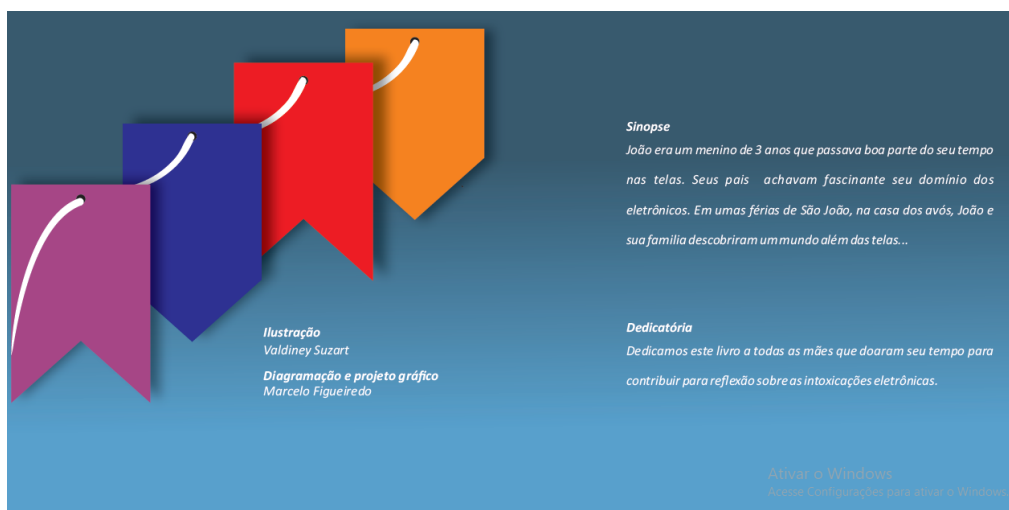 Ilustração
Valdiney Suzart
Diagramação e projeto gráfico
Marcelo Figueiredo
Sinopse
João era um menino de 3 anos que passava boa parte do seu tempo
nas telas. Seus pais achavam fascinante seu domínio dos
eletrônicos. Em umas férias de São João, na casa dos avós, João e
sua familia descobriram um mundo além das telas...
Dedicatória
Dedicamos este livro a todas as mães que doaram seu tempo para
contribuir para reflexão sobre as intoxicações eletrônicas.
Ativar o Windows
Acesse Configurações para ativar o Windows.